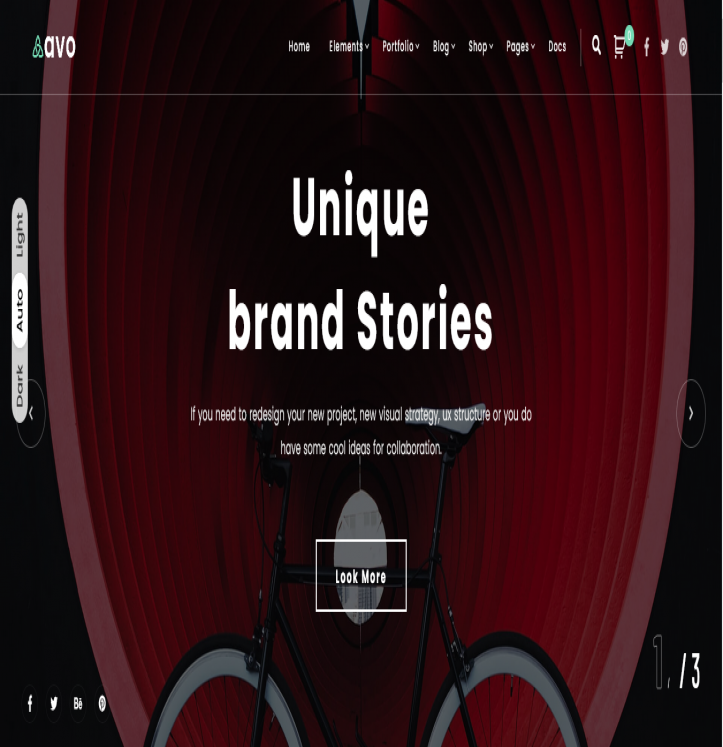 avo
Home Elements Portfolio Blog Shop Pages Docs
0
Unique
brand Stories
If you need to redesign your new project, new visual strategy, ux structure or you do
have some cool ideas for collaboration.
Look More
Light
Auto
Dark
Bē
1. / 3